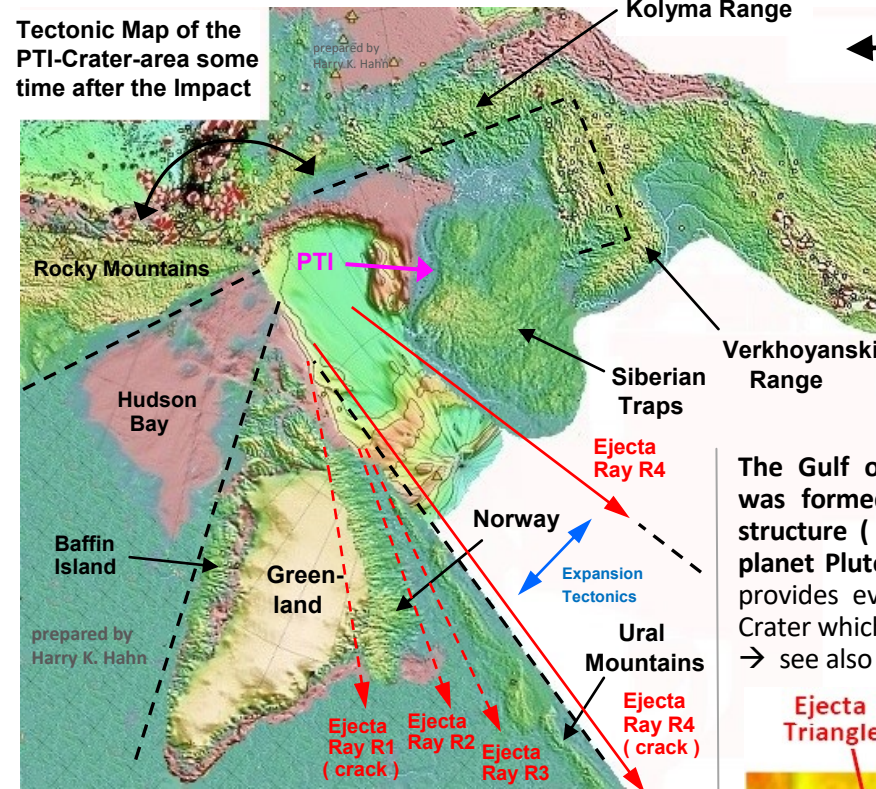 Tectonic Map of the
PTI-Crater-area some
time after the Impact
prepared by
Harry K. Hahn
Kolyma Range
Rocky Mountains
PTI
Hudson
Bay
Siberian
Traps
Verkhoyanski
Range
Ejecta
Ray R4
Baffin
Island
Green-
land
Norway
Expansion
Tectonics
Ural
Mountains
prepared by
Harry K. Hahn
Ejecta
Ray R1
( crack )
Ejecta
Ray R2
Ejecta
Ray R3
Ejecta
Ray R4
( crack )
The Gulf o
was formed
structure (
planet Plut
provides ev
Crater which
→ see also
Ejecta
Triangle